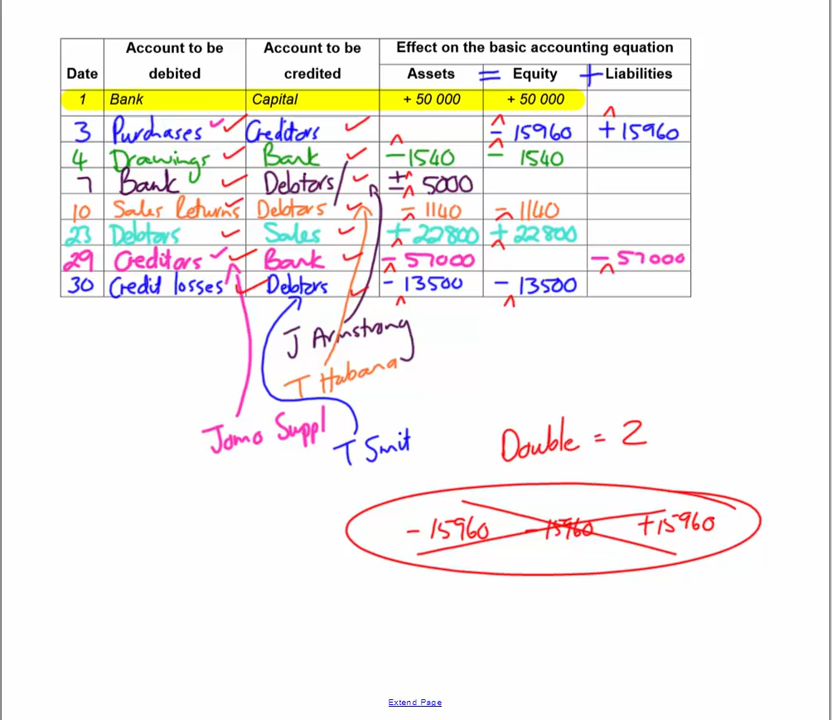 Date Account to be debited Account to be credited Effect on the basic accounting equation
Assets = Equity + Liabilities
1 Bank Capital + 50 000 + 50 000
3 Purchases Creditors - 15960 +15960
4 Drawings Bank -1540 - 1540
7 Bank Debtors/ ± 5000
10 Sales Returns Debtors - 1140 - 1140
23 Debtors Sales + 22800 + 22800
29 Creditors Bank - 57000 - 57000
30 Credit losses Debtors - 13500 - 13500
J Armstrong
T Habana
Jomo Suppl
T Smit
Double = 2
- 15960 - 15960 +15960
Extend Page